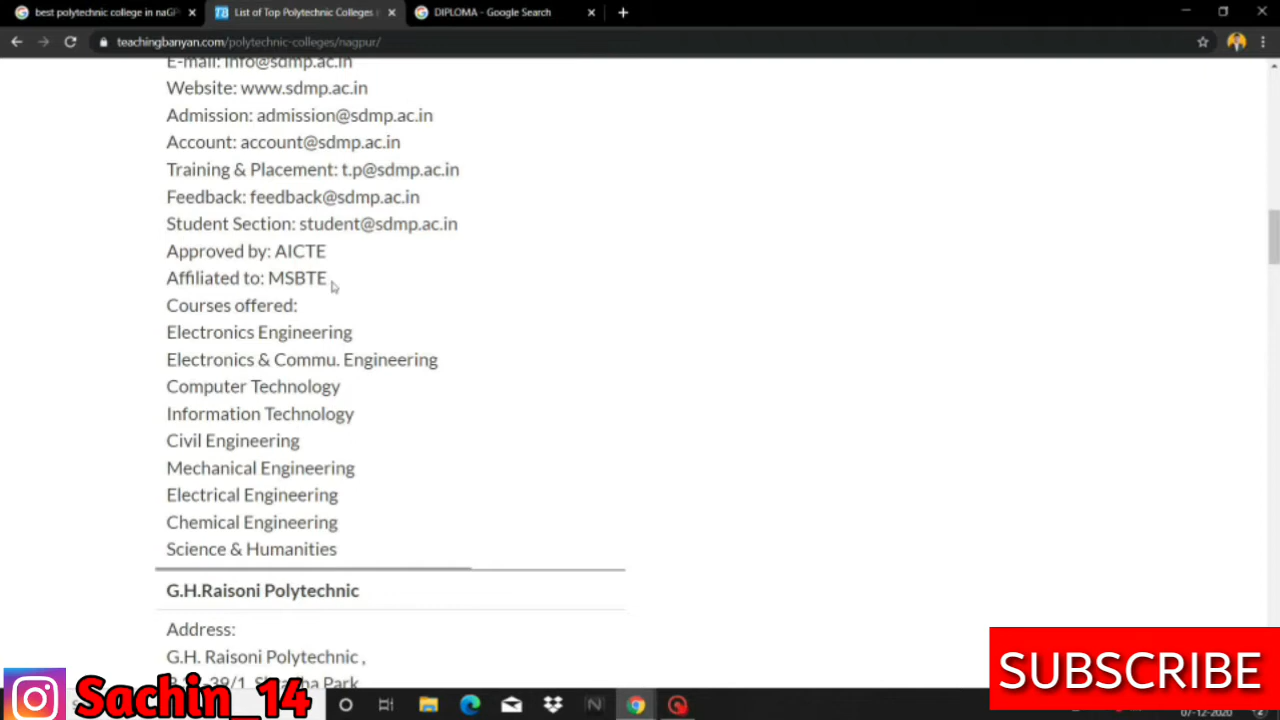 best polytechnic college in naGP
List of Top Polytechnic Colleges
DIPLOMA - Google Search
teachingbanyan.com/polytechnic-colleges/nagpur/
E-mail: info@sdmp.ac.in
Website: www.sdmp.ac.in
Admission: admission@sdmp.ac.in
Account: account@sdmp.ac.in
Training & Placement: t.p@sdmp.ac.in
Feedback: feedback@sdmp.ac.in
Student Section: student@sdmp.ac.in
Approved by: AICTE
Affiliated to: MSBTE
Courses offered:
Electronics Engineering
Electronics & Commu. Engineering
Computer Technology
Information Technology
Civil Engineering
Mechanical Engineering
Electrical Engineering
Chemical Engineering
Science & Humanities
G.H.Raisoni Polytechnic
Address:
G.H. Raisoni Polytechnic ,
Park
SUBSCRIBE
Sachin_14
07-12-2020